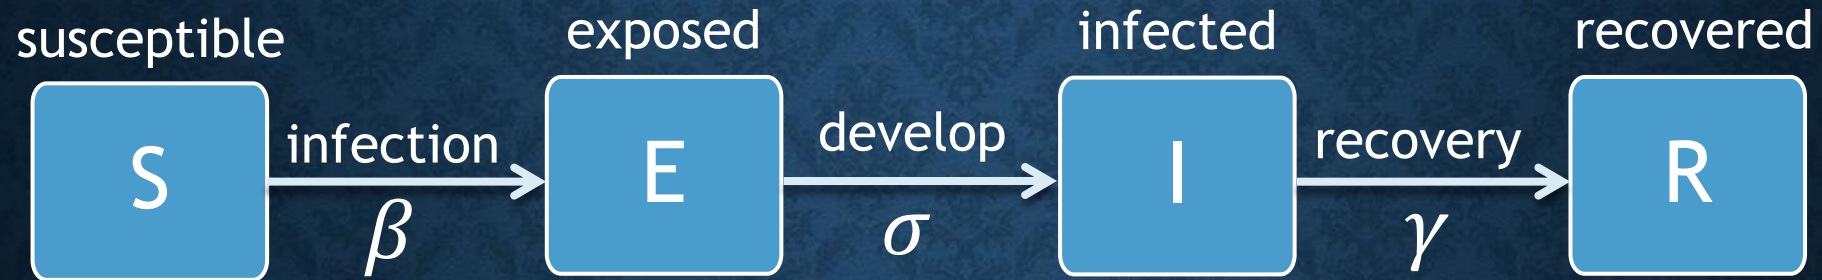 susceptible exposed infected recovered
S infection E develop I recovery R
β σ γ